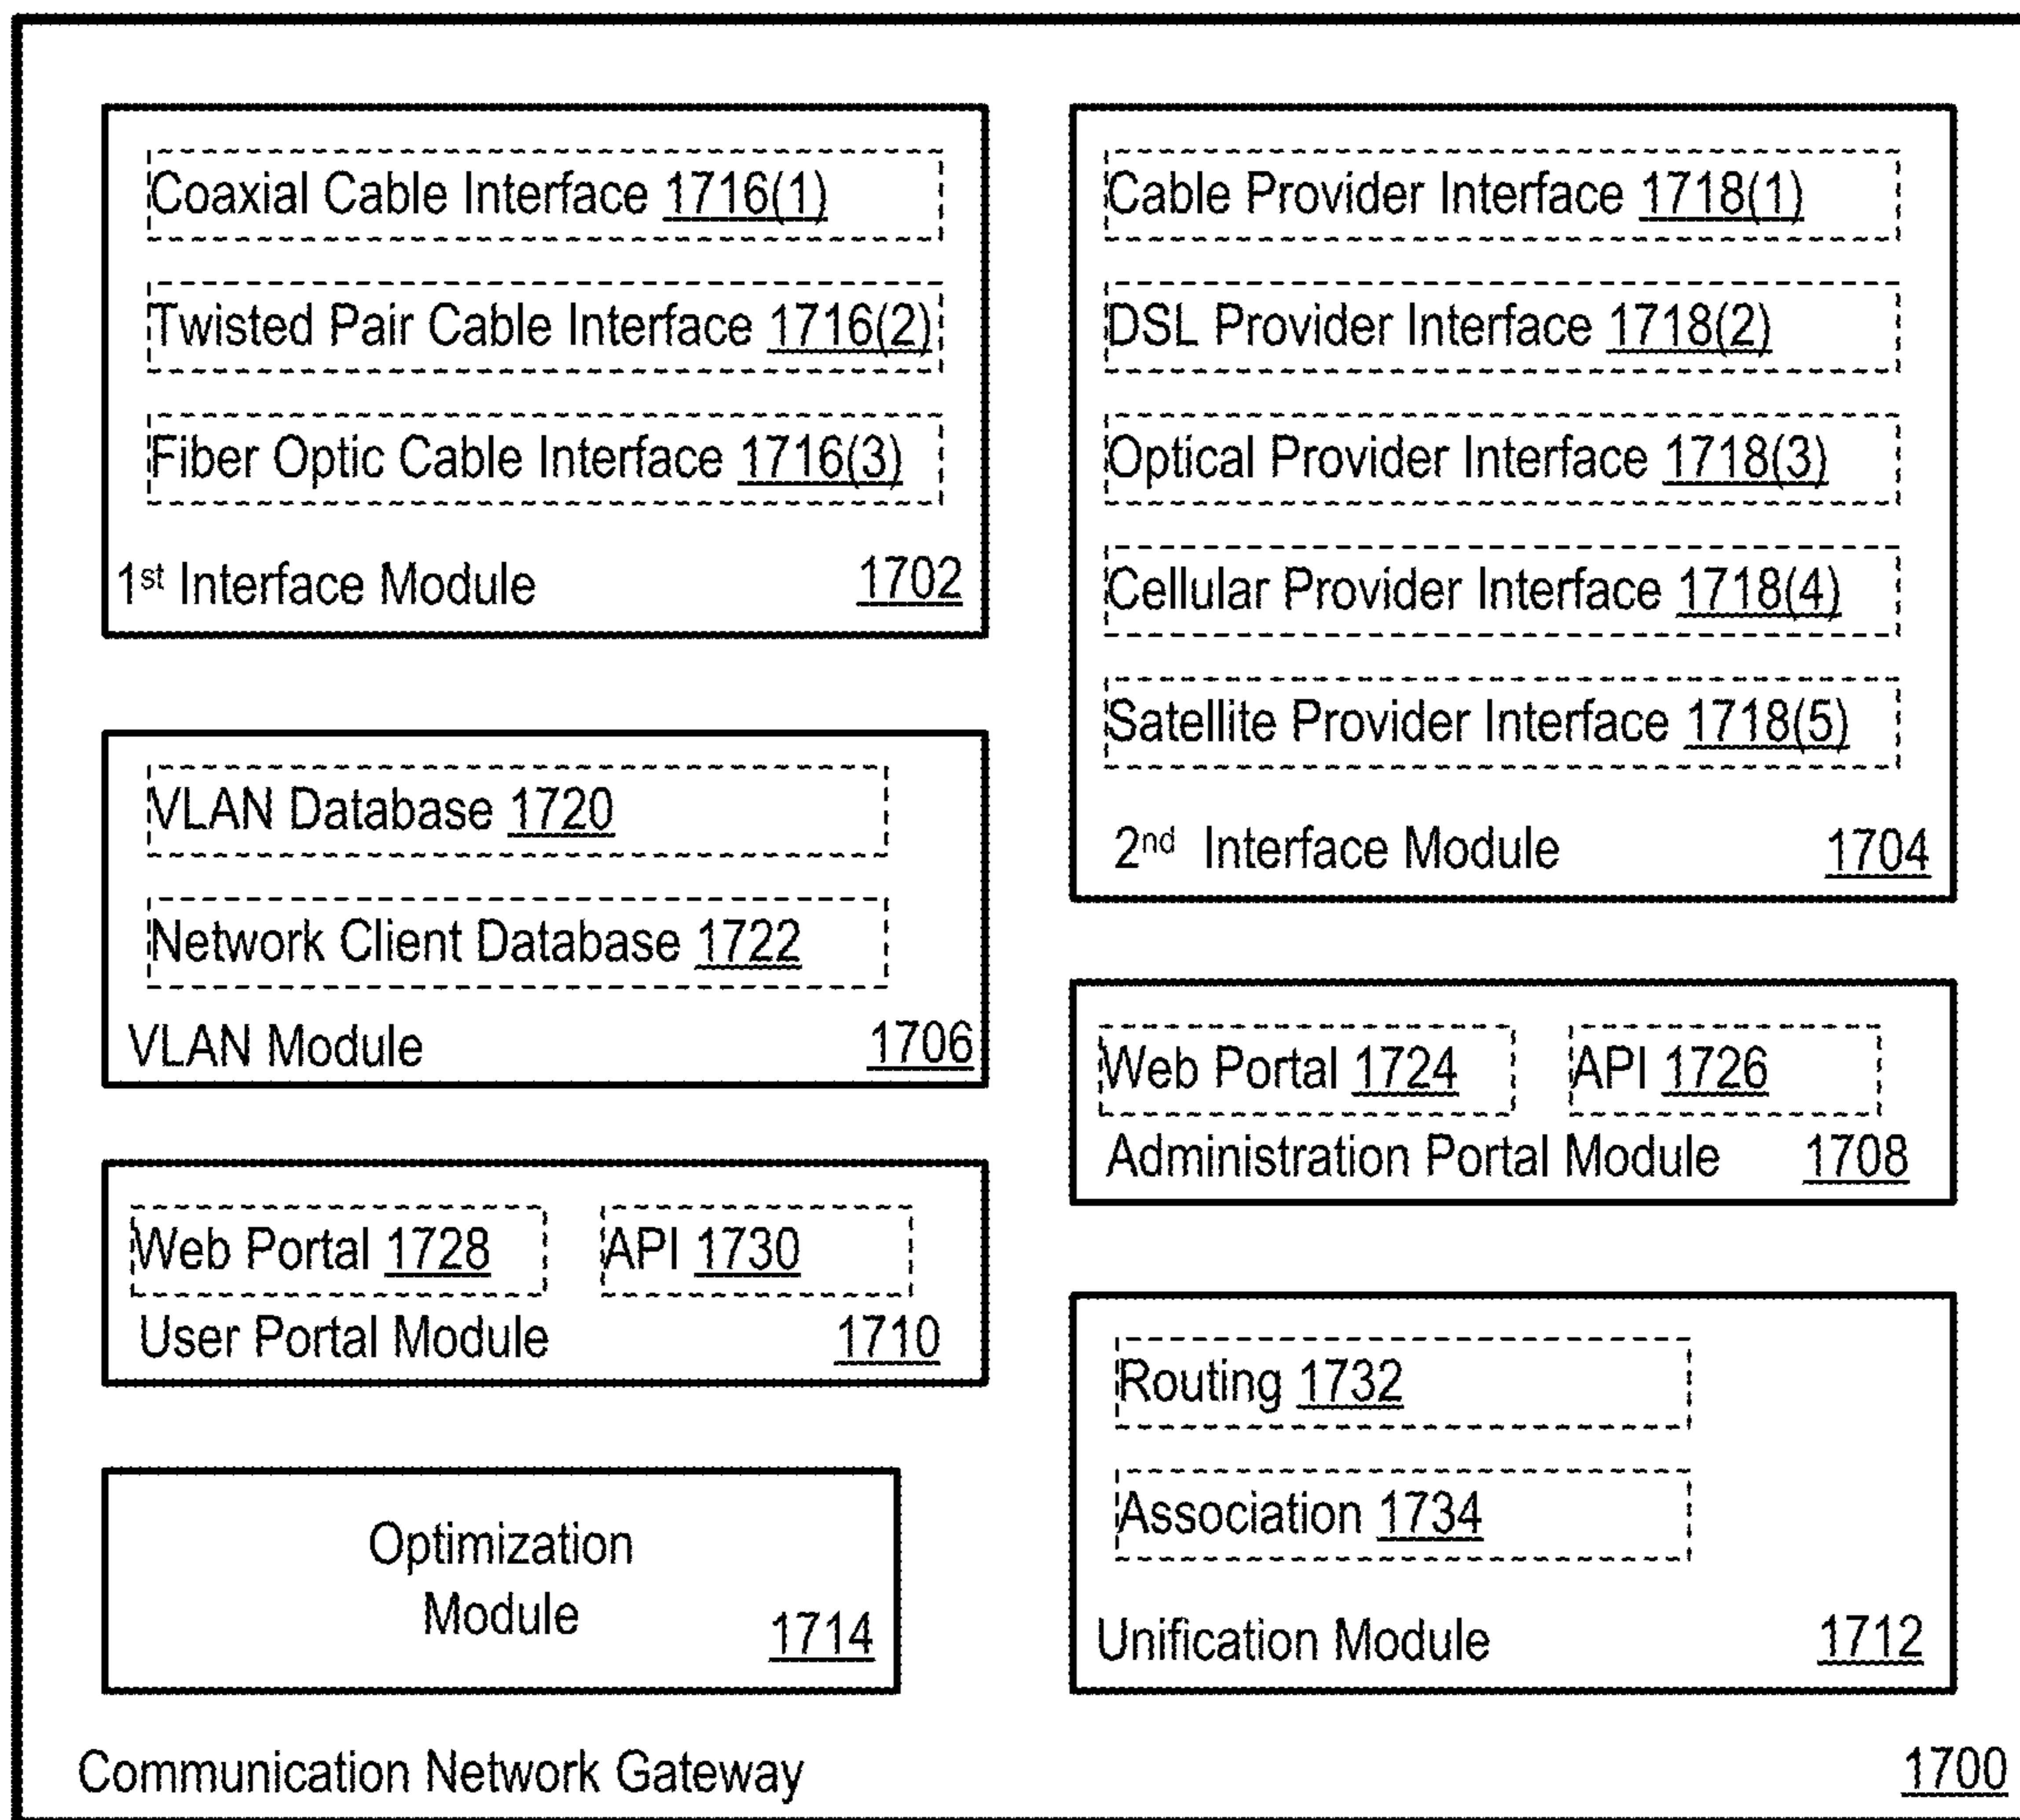 Coaxial Cable Interface 1716(1)
Twisted Pair Cable Interface 1716(2)
Fiber Optic Cable Interface 1716(3)
1st Interface Module 1702
Cable Provider Interface 1718(1)
DSL Provider Interface 1718(2)
Optical Provider Interface 1718(3)
Cellular Provider Interface 1718(4)
Satellite Provider Interface 1718(5)
2nd Interface Module 1704
VLAN Database 1720
Network Client Database 1722
VLAN Module 1706
Web Portal 1724 API 1726
Administration Portal Module 1708
Web Portal 1728 API 1730
User Portal Module 1710
Routing 1732
Association 1734
Unification Module 1712
Optimization
Module 1714
Communication Network Gateway 1700